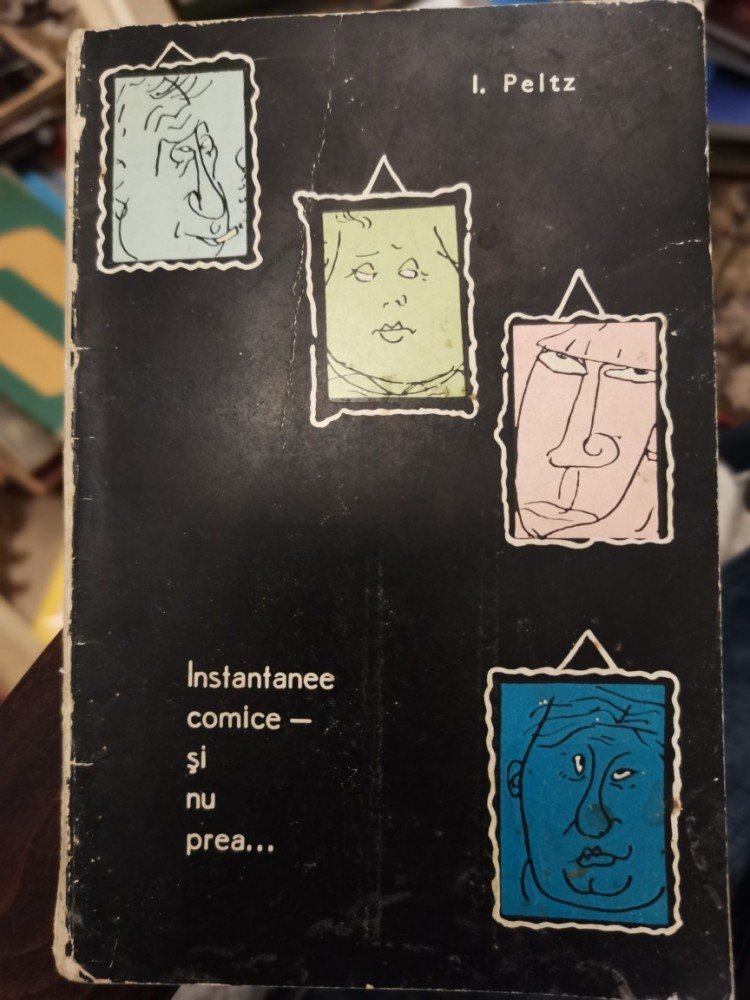 I. Peltz
Instantanee
comice —
şi
nu
prea...